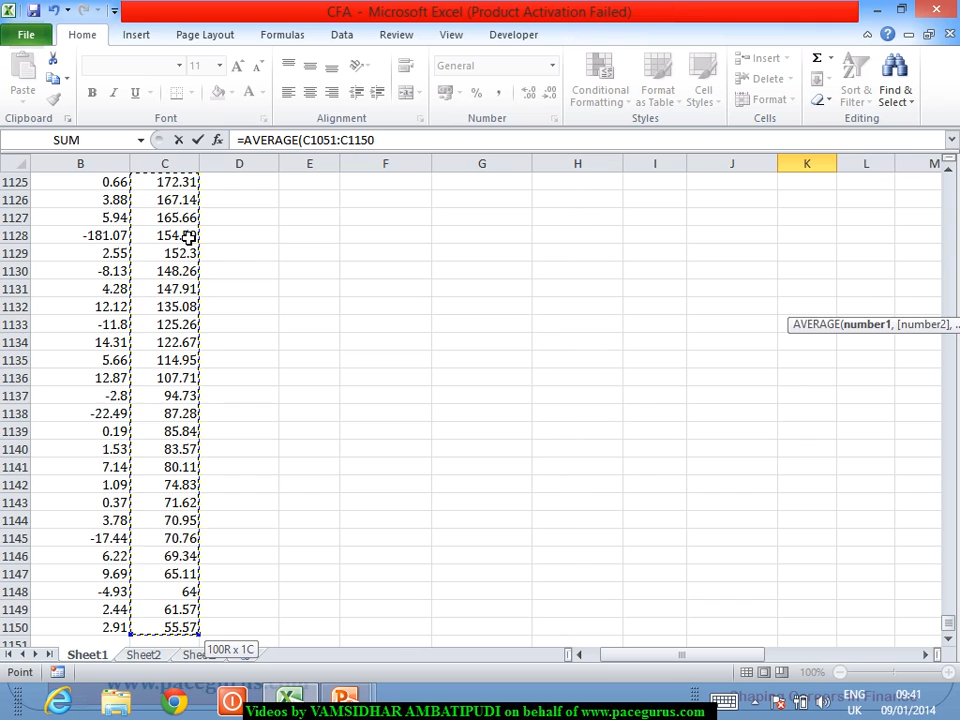 CFA - Microsoft Excel (Product Activation Failed)
File Home Insert Page Layout Formulas Data Review View Developer
Paste
11
General
Conditional Formatting
Format as Table
Cell Styles
Insert
Delete
Format
Sort & Filter
Find & Select
Clipboard Font Alignment Number Styles Cells Editing
SUM =AVERAGE(C1051:C1150
B C D E F G H I J K L M
1125 0.66 172.31
1126 3.88 167.14
1127 5.94 165.66
1128 -181.07
1129 2.55 152.3
1130 -8.13 148.26
1131 4.28 147.91
1132 12.12 135.08
1133 -11.8 125.26
1134 14.31 122.67
1135 5.66 114.95
1136 12.87 107.71
1137 -2.8 94.73
1138 -22.49 87.28
1139 0.19 85.84
1140 1.53 83.57
1141 7.14 80.11
1142 1.09 74.83
1143 0.37 71.62
1144 3.78 70.95
1145 -17.44 70.76
1146 6.22 69.34
1147 9.69 65.11
1148 -4.93 64
1149 2.44 61.57
1150 2.91 55.57
1151
AVERAGE(number1, [number2], ...
100R x 1C
Sheet1 Sheet2
Point 100%
www.pacegurus.com
Shaping Careers in Finance
ENG 09:41
UK 09/01/2014
Videos by VAMSIDHAR AMBATIPUDI on behalf of www.pacegurus.com